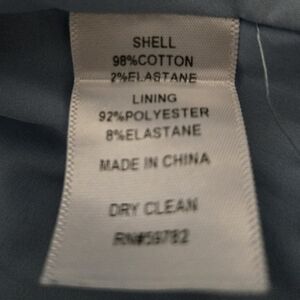 SHELL
98%COTTON
2%ELASTANE
LINING
92%POLYESTER
8%ELASTANE
MADE IN CHINA
DRY CLEAN
RN#59782